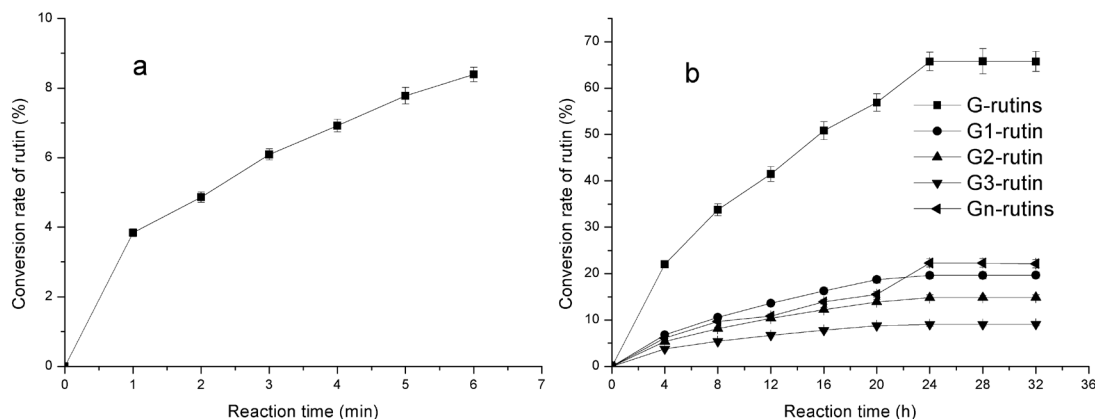 a
Conversion rate of rutin (%)
10
8
6
4
2
0
0 1 2 3 4 5 6 7
Reaction time (min)
b
Conversion rate of rutin (%)
70
60
50
40
30
20
10
0
G-rutins
G1-rutin
G2-rutin
G3-rutin
Gn-rutins
0 4 8 12 16 20 24 28 32 36
Reaction time (h)